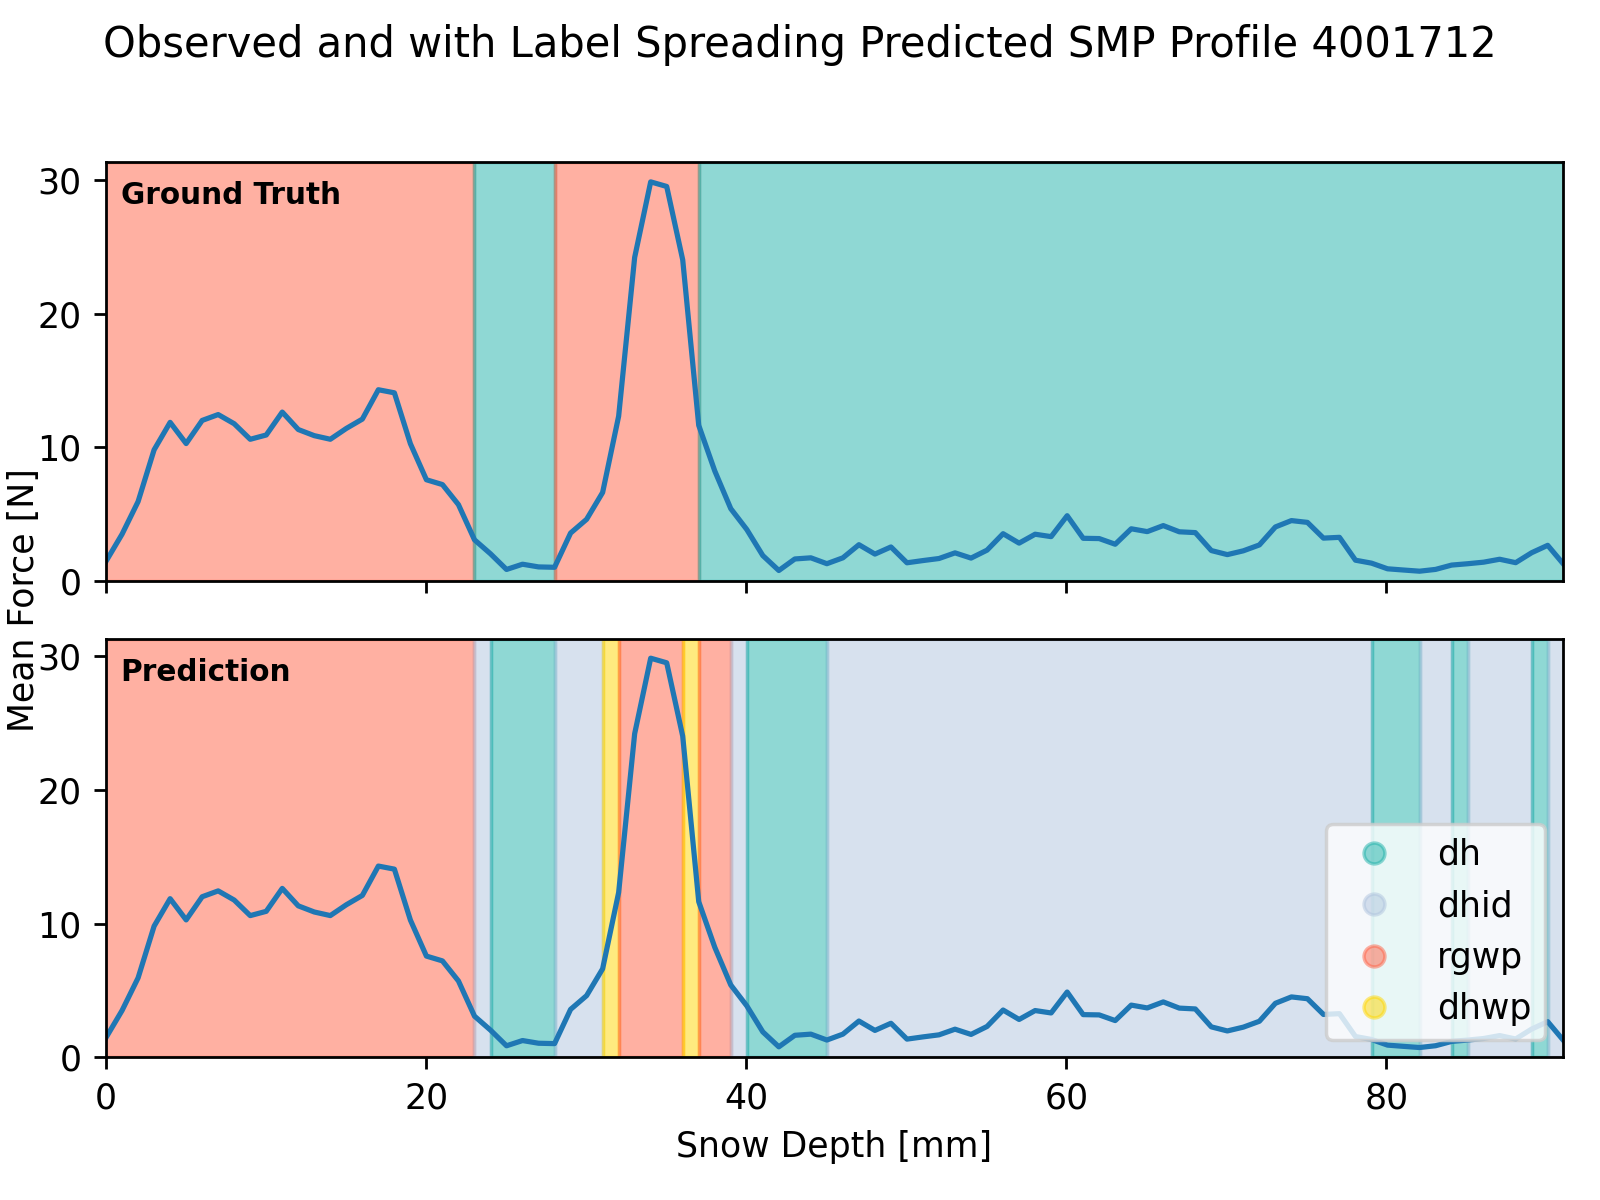 Observed and with Label Spreading Predicted SMP Profile 4001712
30
Ground Truth
20
10
0
Mean Force [N]
30
Prediction
20
10
0
dh
dhid
rgwp
dhwp
0 20 40 60 80
Snow Depth [mm]